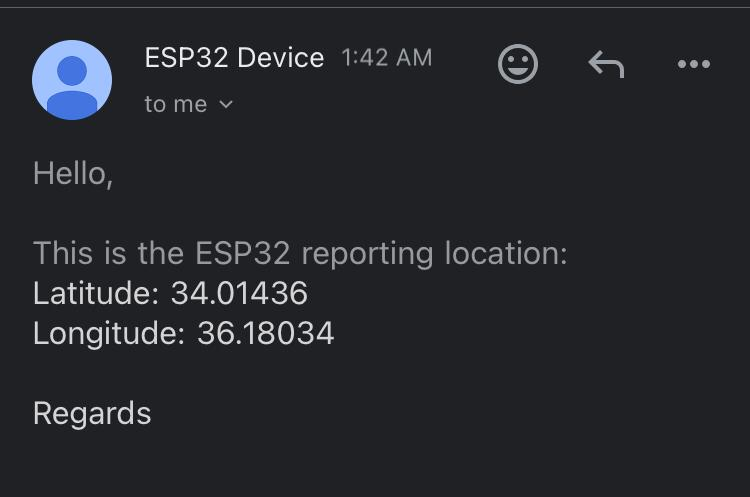 ESP32 Device 1:42 AM
to me
Hello,
This is the ESP32 reporting location:
Latitude: 34.01436
Longitude: 36.18034
Regards